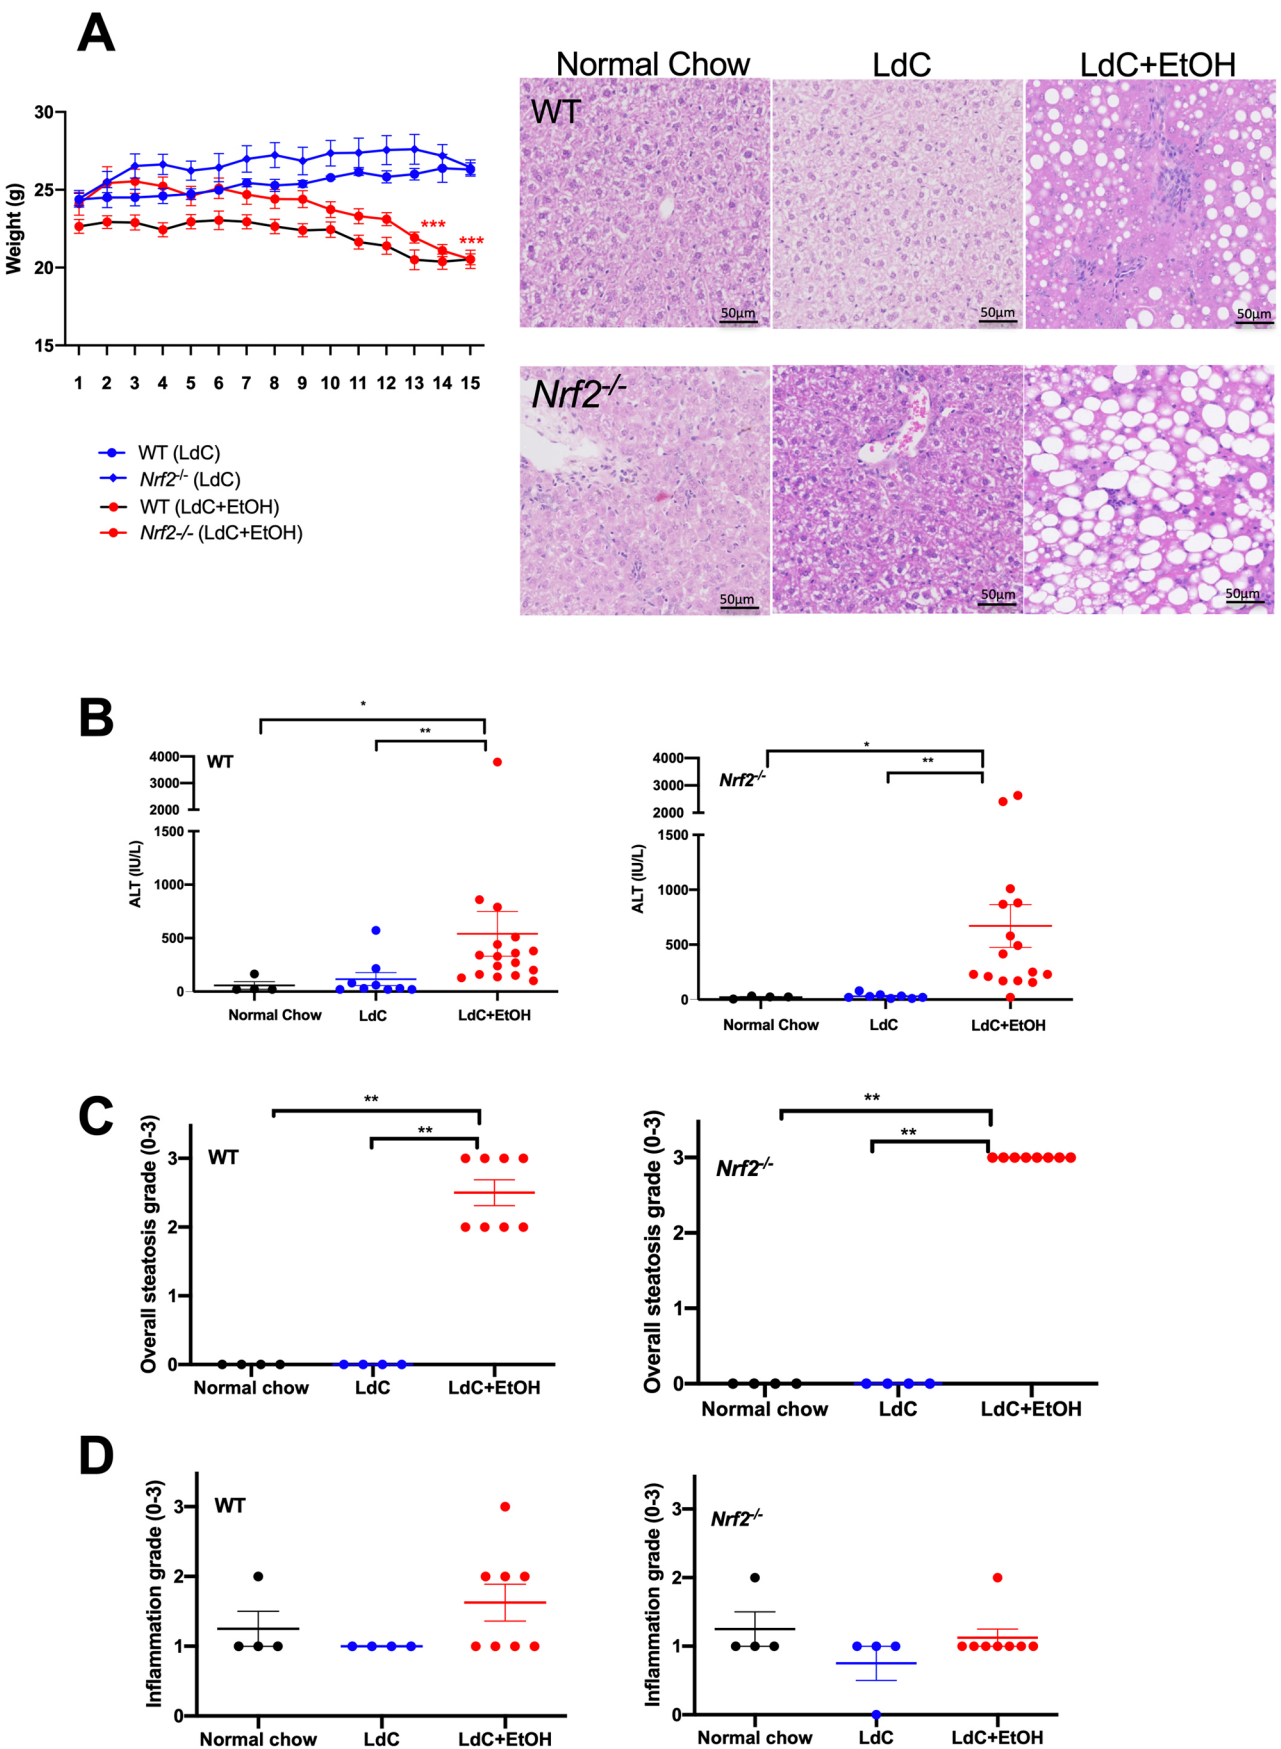 A
Normal Chow LdC LdC+EtOH
WT
50µm 50µm 50µm
Nrf2-/-
50µm 50µm 50µm
Weight (g)
30
25
20
15
***
***
1 2 3 4 5 6 7 8 9 10 11 12 13 14 15
WT (LdC)
Nrf2-/- (LdC)
WT (LdC+EtOH)
Nrf2-/- (LdC+EtOH)
B
*
**
WT
ALT (IU/L)
4000
3000
2000
1500
1000
500
0
Normal Chow LdC LdC+EtOH
*
**
Nrf2-/-
ALT (IU/L)
4000
3000
2000
1500
1000
500
0
Normal Chow LdC LdC+EtOH
C
**
**
WT
Overall steatosis grade (0-3)
3
2
1
0
Normal chow LdC LdC+EtOH
**
**
Nrf2-/-
Overall steatosis grade (0-3)
3
2
1
0
Normal chow LdC LdC+EtOH
D
WT
Inflammation grade (0-3)
3
2
1
0
Normal chow LdC LdC+EtOH
Nrf2-/-
Inflammation grade (0-3)
3
2
1
0
Normal chow LdC LdC+EtOH